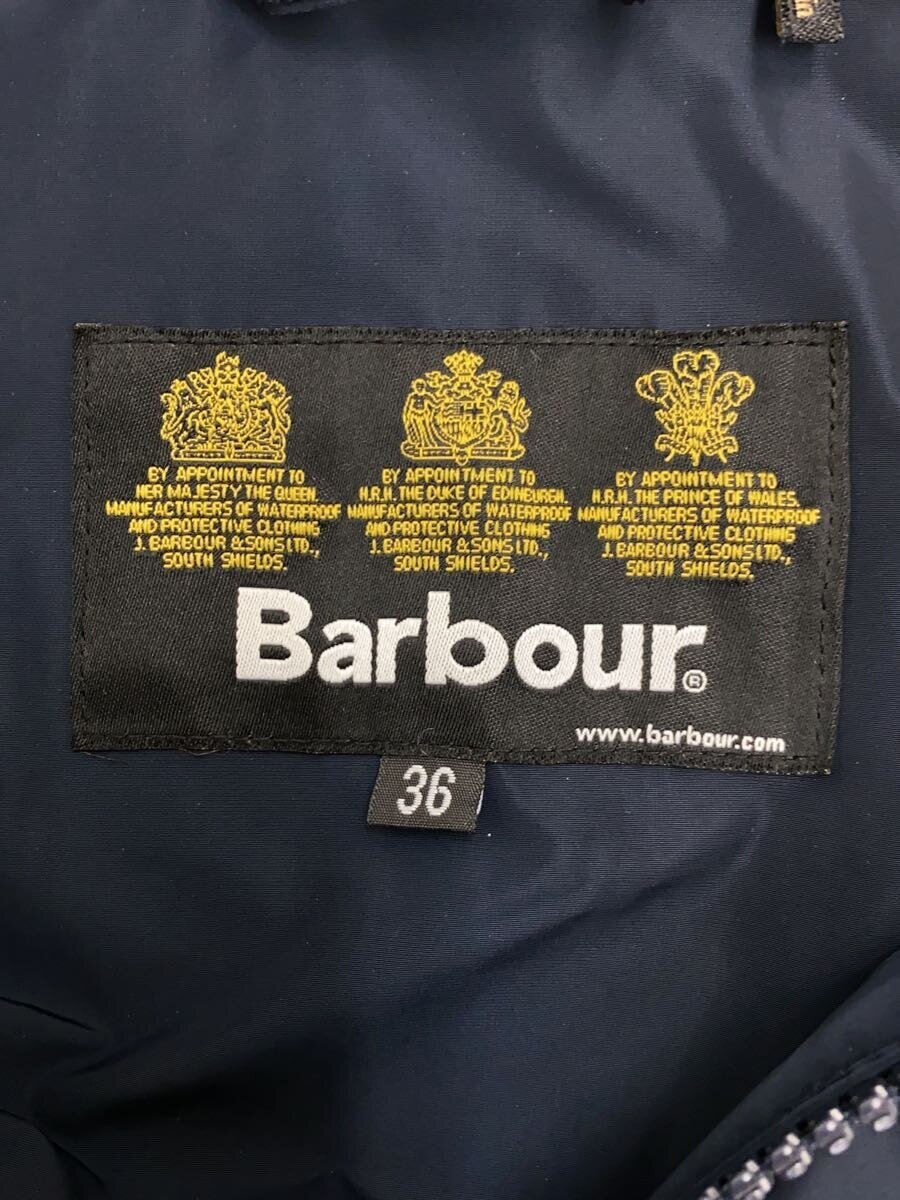 BY APPOINTMENT TO
HER MAJESTY THE QUEEN
MANUFACTURERS OF WATERPROOF
AND PROTECTIVE CLOTHING
J. BARBOUR & SONS LTD.,
SOUTH SHIELDS.
BY APPOINTMENT TO
H.R.H. THE DUKE OF EDINBURGH.
MANUFACTURERS OF WATERPROOF
AND PROTECTIVE CLOTHING
J. BARBOUR & SONS LTD.,
SOUTH SHIELDS.
BY APPOINTMENT TO
H.R.H. THE PRINCE OF WALES
MANUFACTURERS OF WATERPROOF
AND PROTECTIVE CLOTHING
J. BARBOUR & SONS LTD.,
SOUTH SHIELDS.
Barbour®
www.barbour.com
36